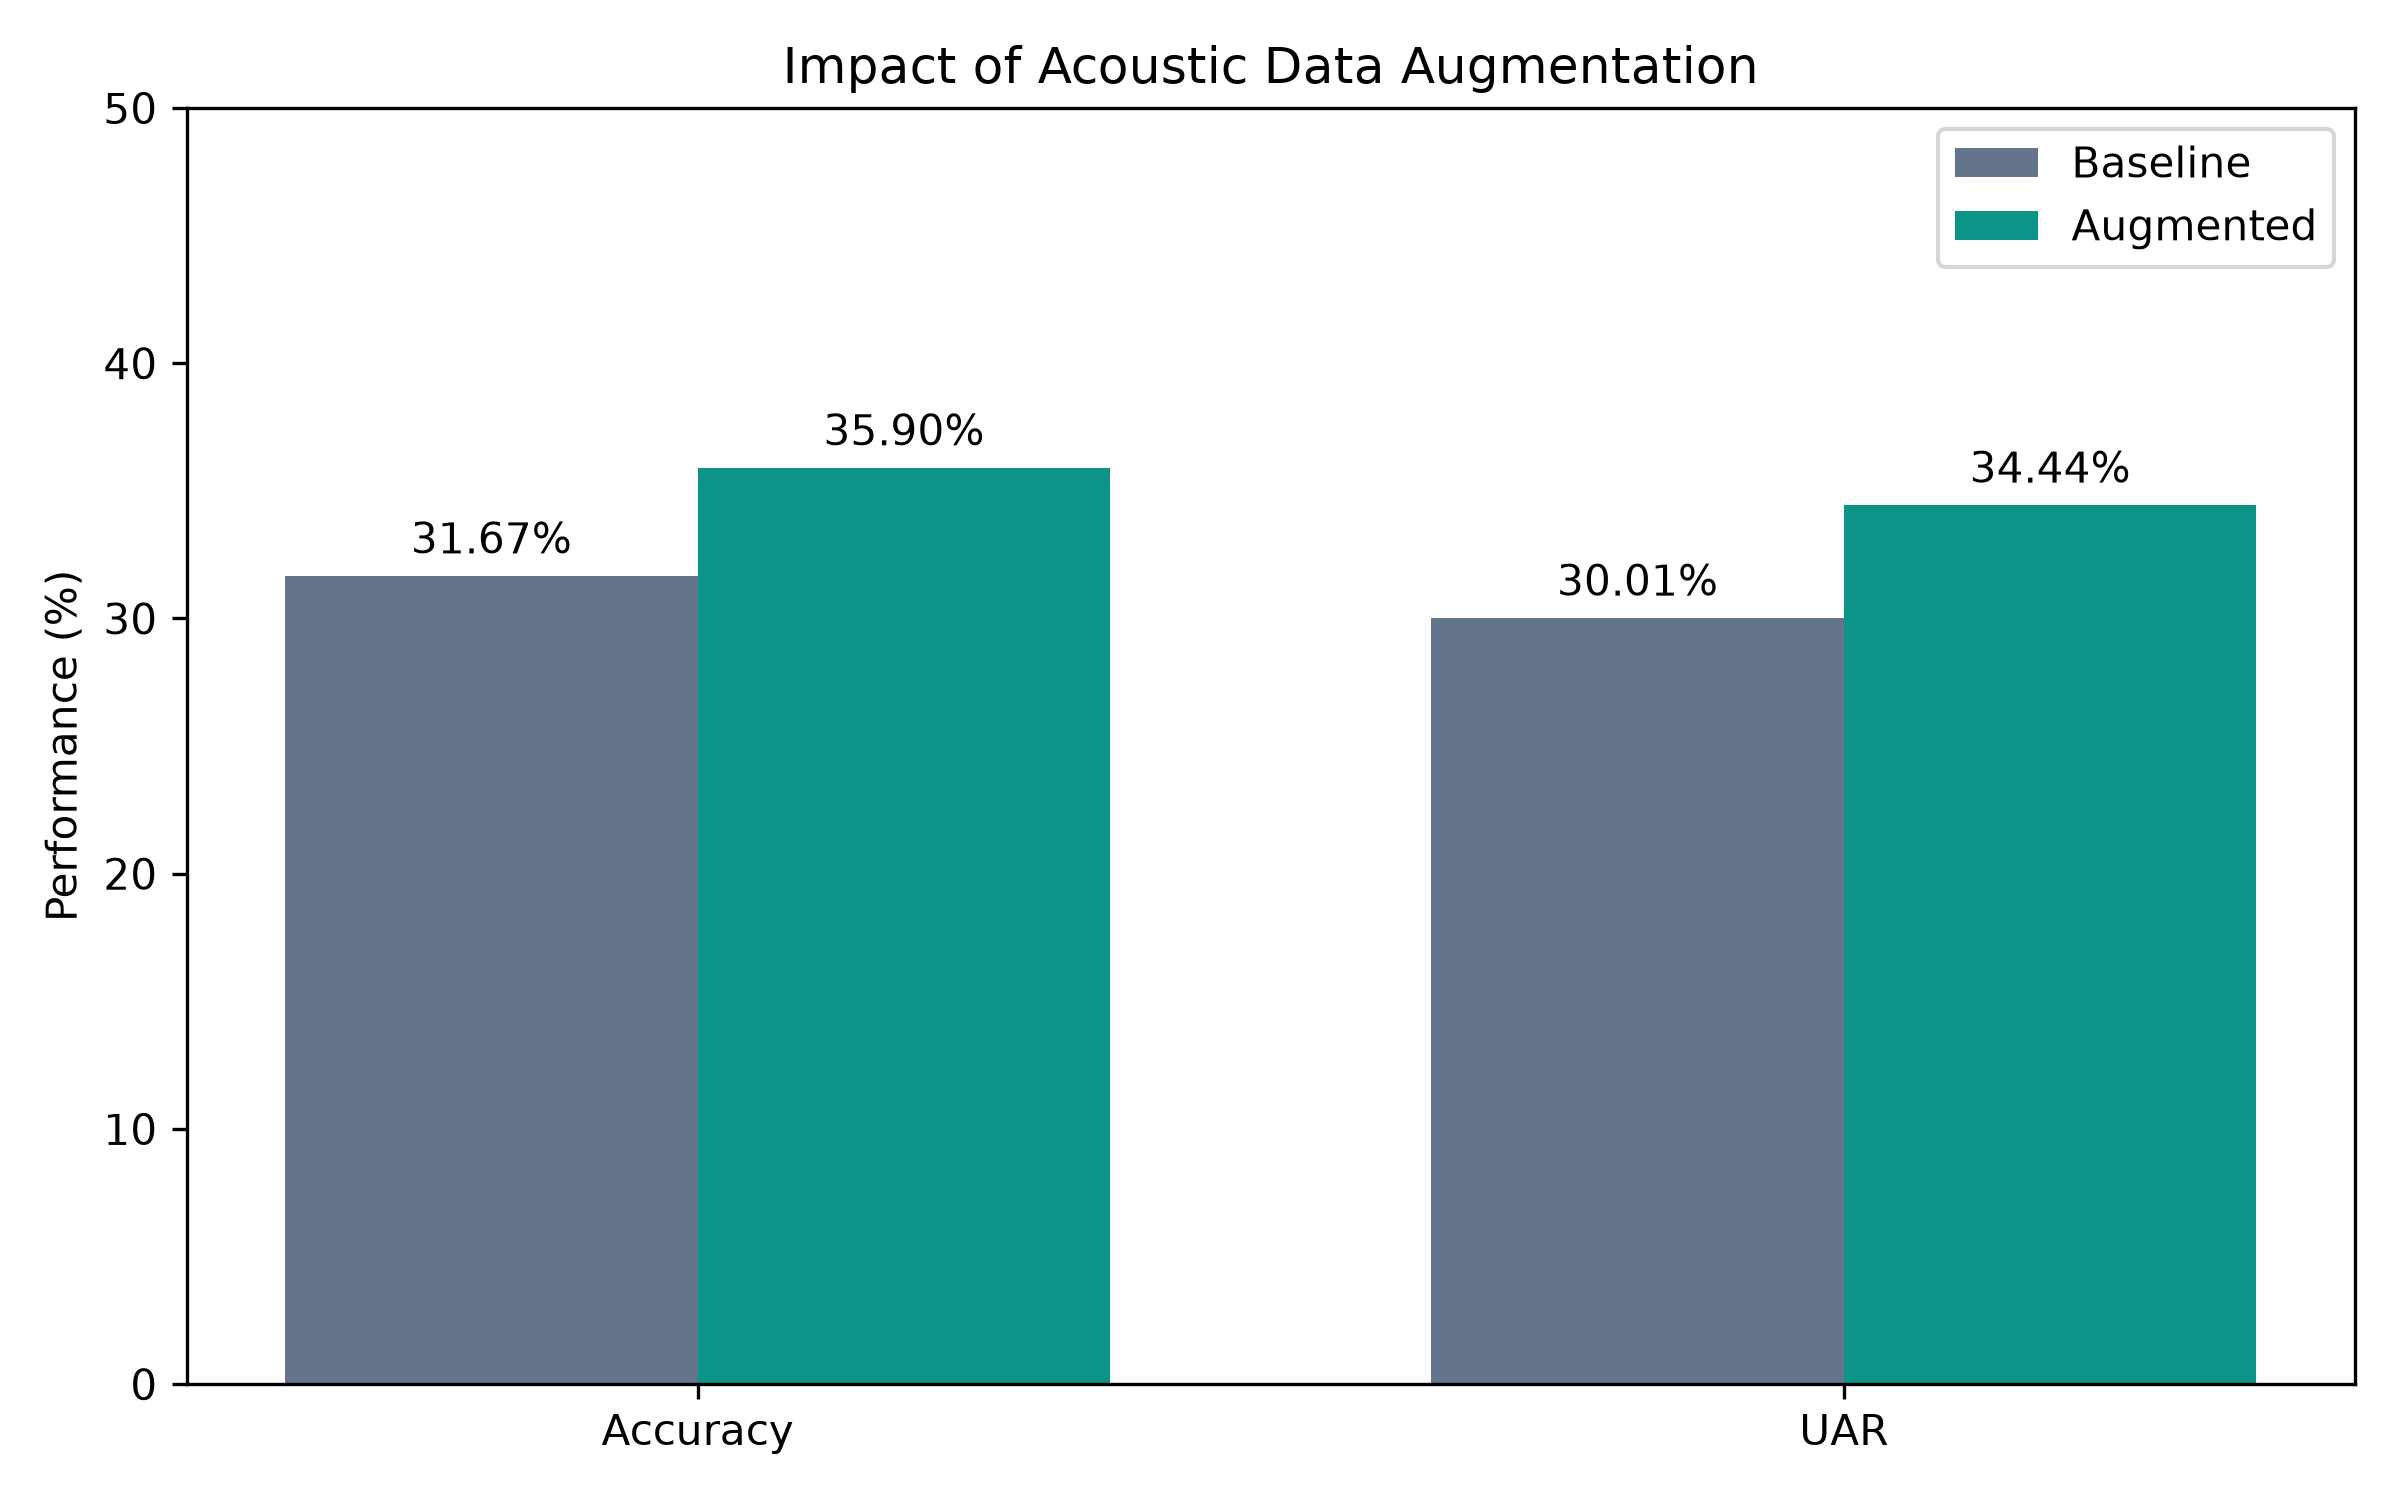 Impact of Acoustic Data Augmentation
50
40
30
20
10
0
Performance (%)
Baseline
Augmented
31.67%
35.90%
30.01%
34.44%
Accuracy
UAR